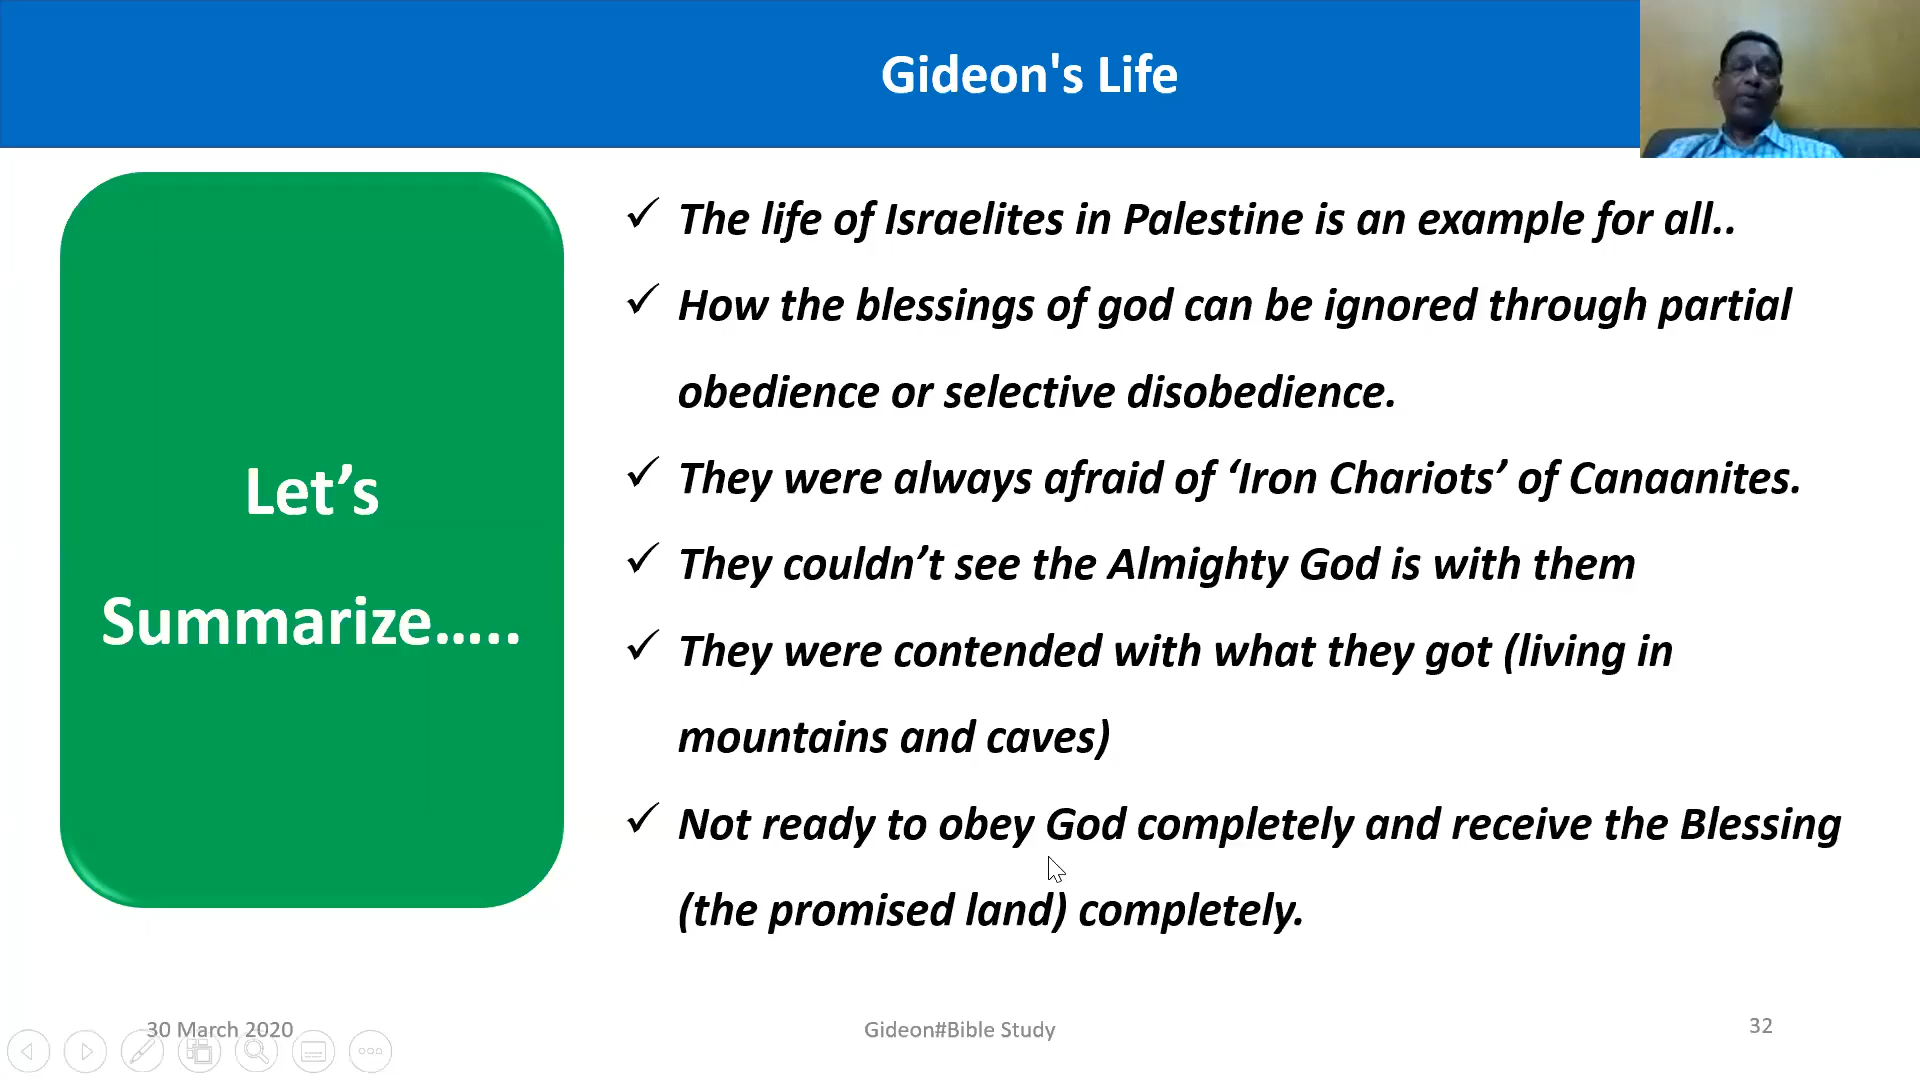 Gideon's Life
Let’s
Summarize…..
✓ The life of Israelites in Palestine is an example for all..
✓ How the blessings of god can be ignored through partial
obedience or selective disobedience.
✓ They were always afraid of ‘Iron Chariots’ of Canaanites.
✓ They couldn’t see the Almighty God is with them
✓ They were contended with what they got (living in
mountains and caves)
✓ Not ready to obey God completely and receive the Blessing
(the promised land) completely.
30 March 2020
Gideon#Bible Study
32